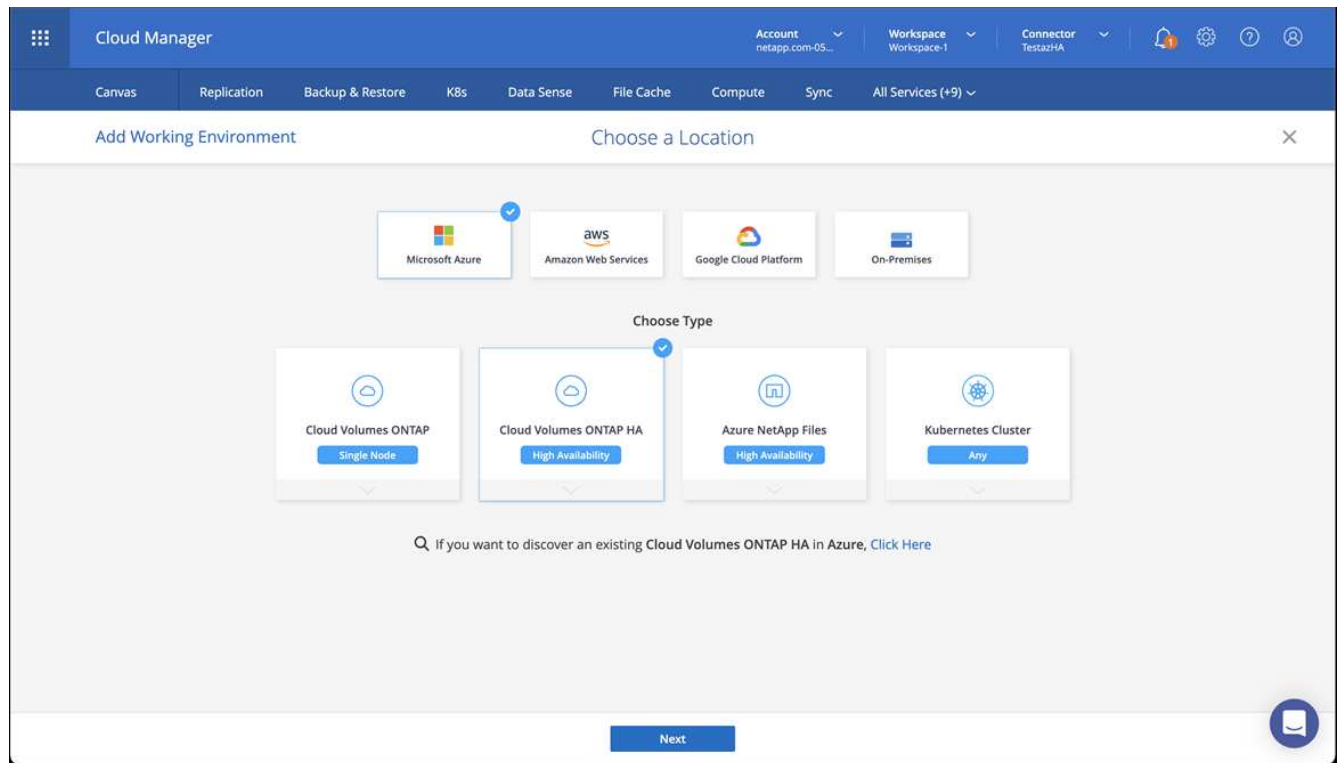 Cloud Manager
Account
netapp.com-05...
Workspace
Workspace-1
Connector
TestazHA
1
Canvas
Replication
Backup & Restore
K8s
Data Sense
File Cache
Compute
Sync
All Services (+9)
Add Working Environment
Choose a Location
Microsoft Azure
aws
Amazon Web Services
Google Cloud Platform
On-Premises
Choose Type
Cloud Volumes ONTAP
Single Node
Cloud Volumes ONTAP HA
High Availability
Azure NetApp Files
High Availability
Kubernetes Cluster
Any
If you want to discover an existing Cloud Volumes ONTAP HA in Azure, Click Here
Next